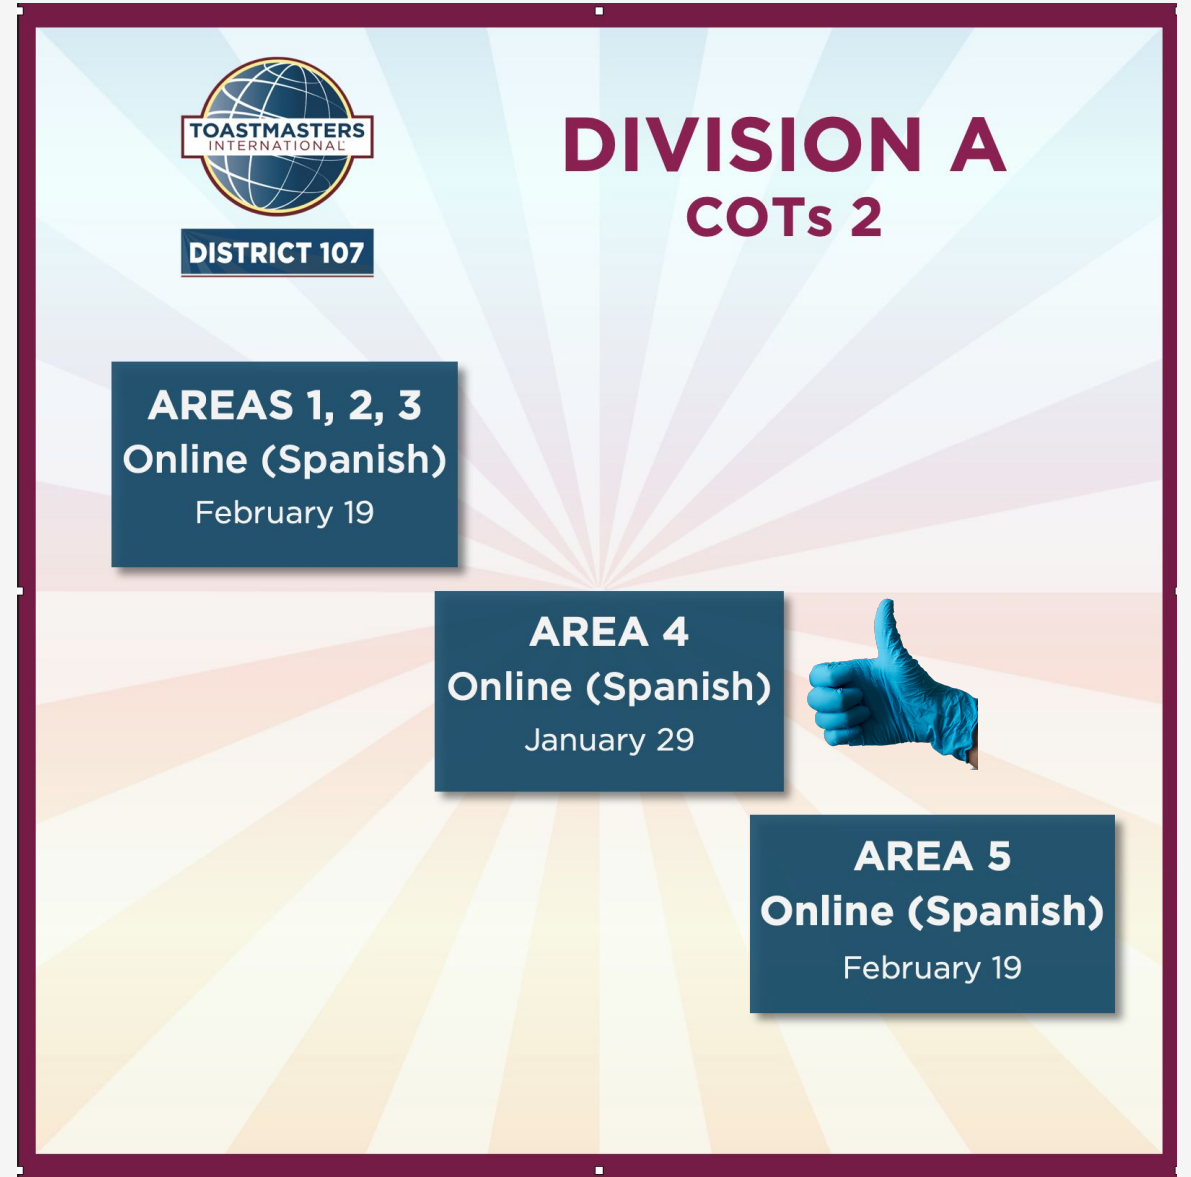 TOASTMASTERS
INTERNATIONAL
DISTRICT 107
DIVISION A
COTs 2
AREAS 1, 2, 3
Online (Spanish)
February 19
AREA 4
Online (Spanish)
January 29
AREA 5
Online (Spanish)
February 19